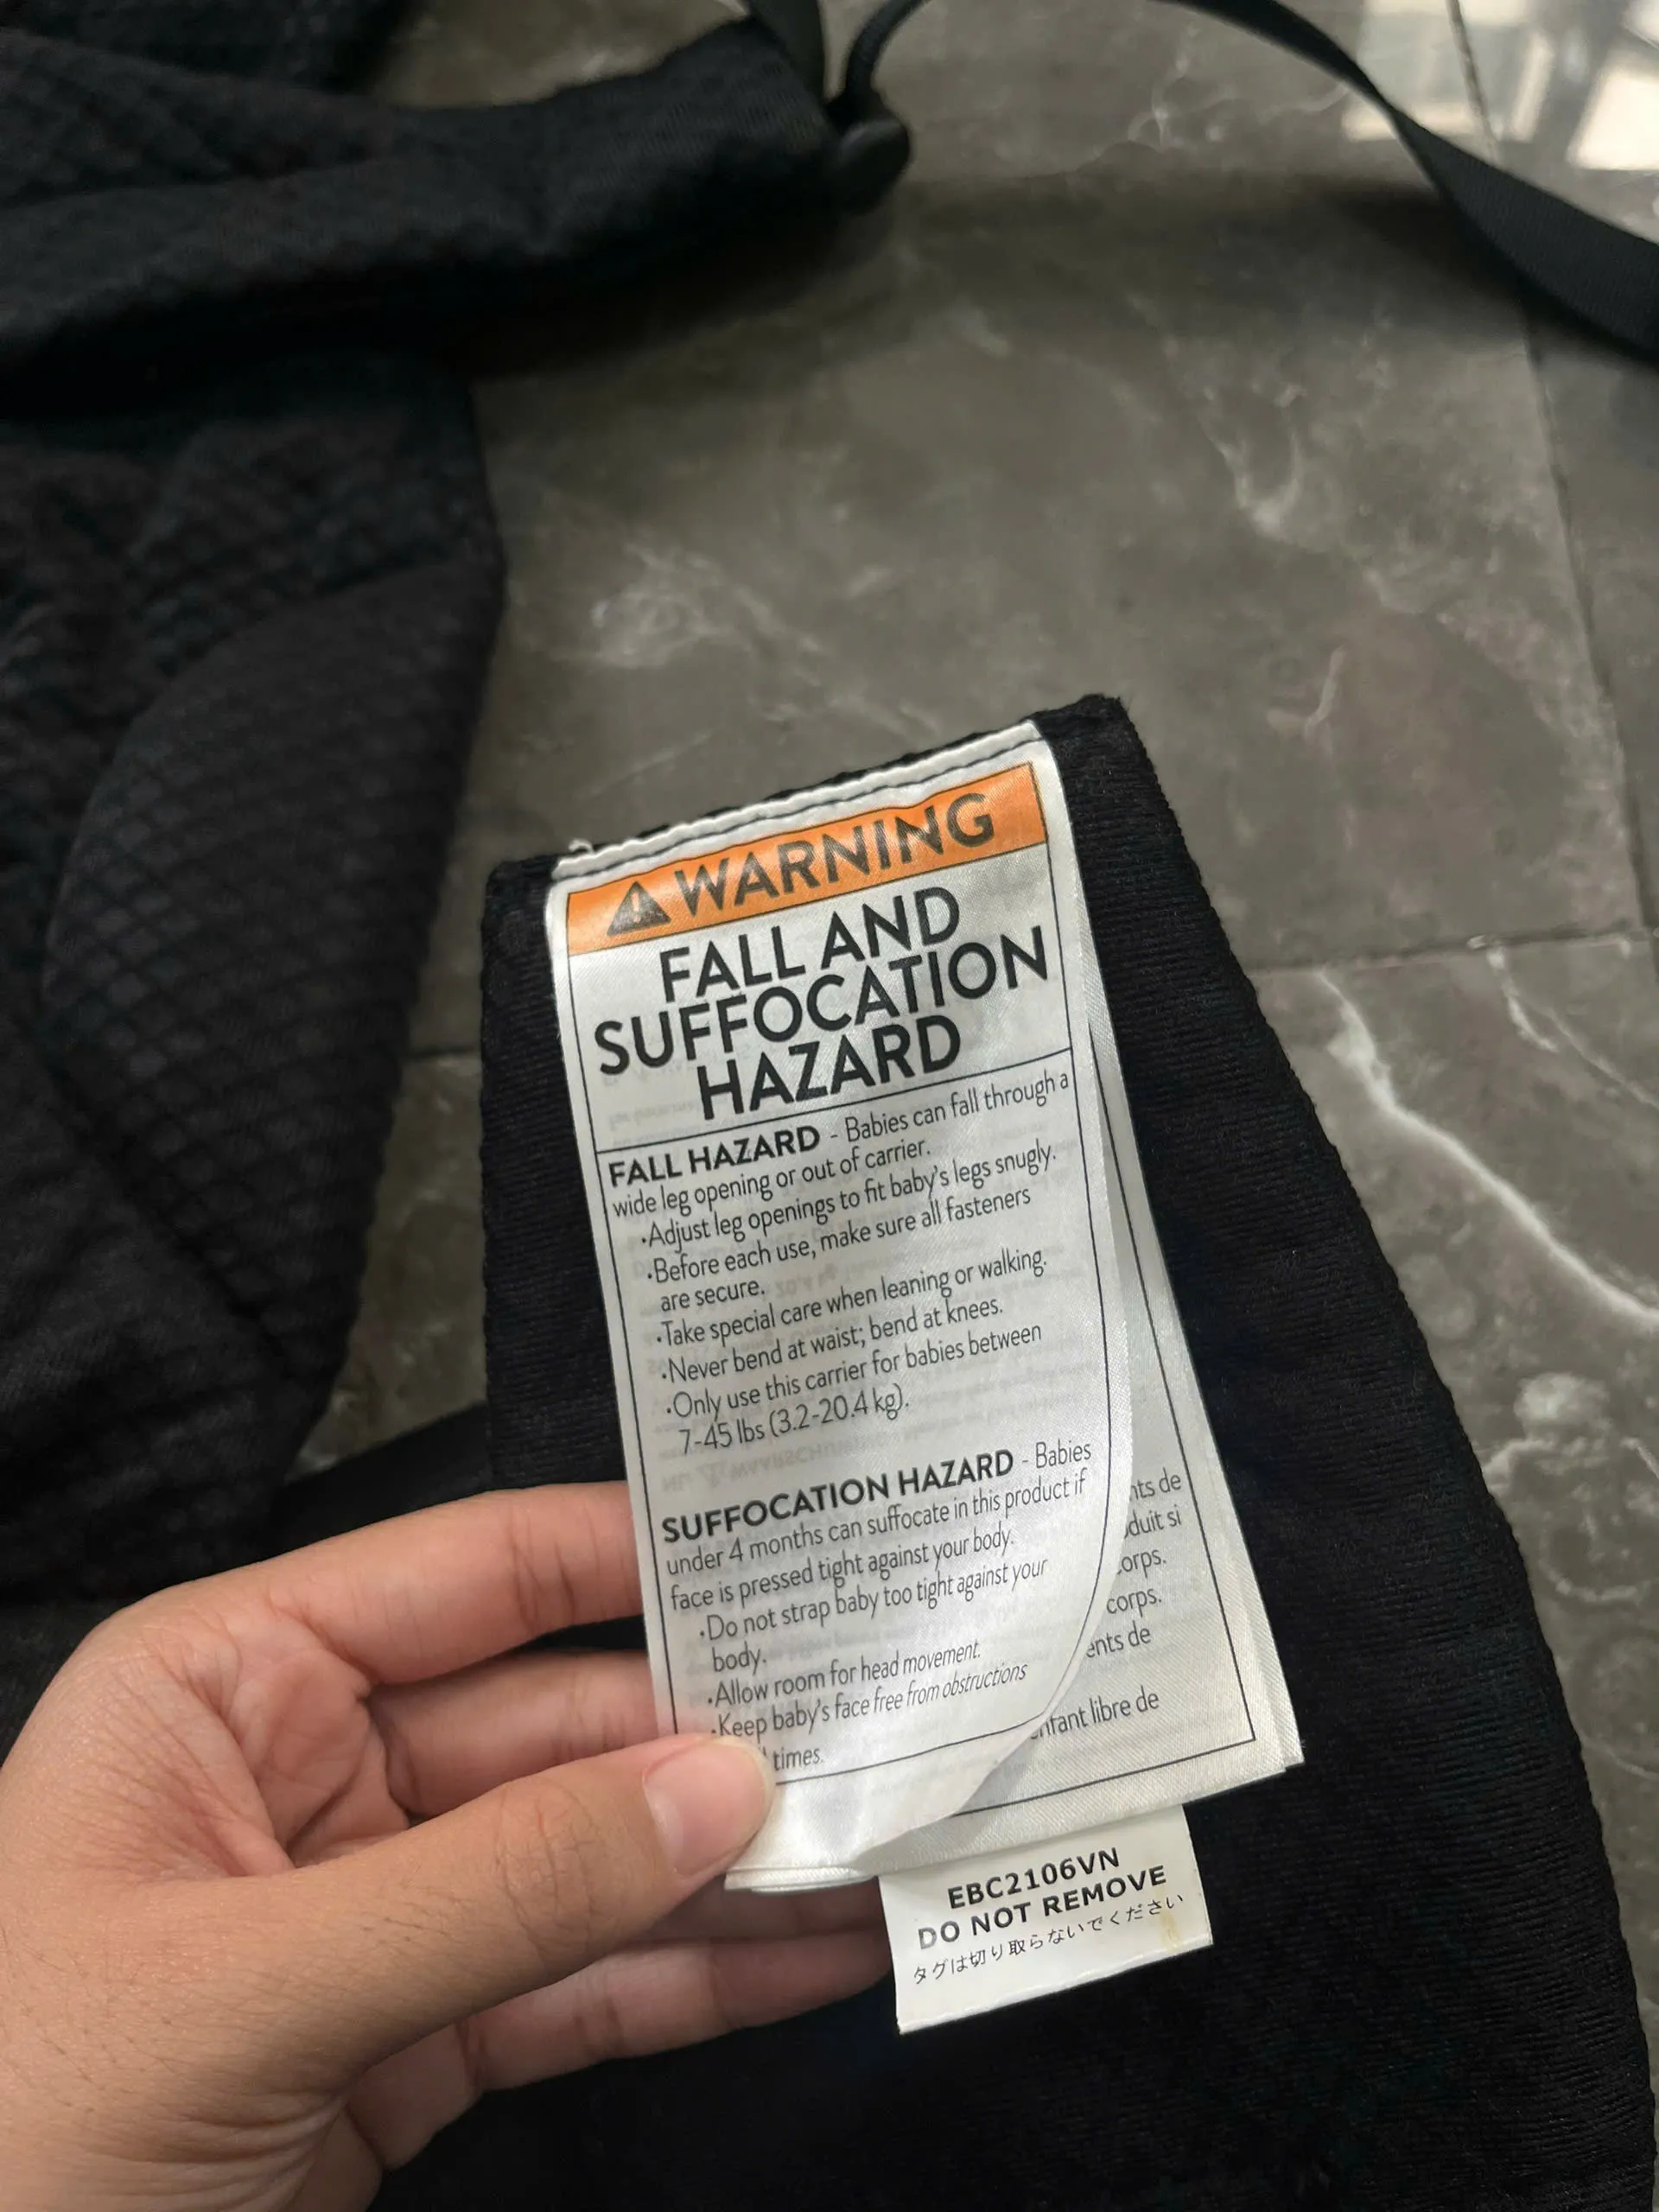 WARNING
FALL AND
SUFFOCATION
HAZARD
FALL HAZARD - Babies can fall through a
wide leg opening or out of carrier.
·Adjust leg openings to fit baby's legs snugly.
·Before each use, make sure all fasteners
are secure.
·Take special care when leaning or walking.
·Never bend at waist; bend at knees.
·Only use this carrier for babies between
7-45 lbs (3.2-20.4 kg).
SUFFOCATION HAZARD - Babies
under 4 months can suffocate in this product if
face is pressed tight against your body.
·Do not strap baby too tight against your
body.
·Allow room for head movement.
·Keep baby's face free from obstructions
times.
de
si
corps.
de
libre de
EBC2106VN
DO NOT REMOVE
タグは切り取らないでください